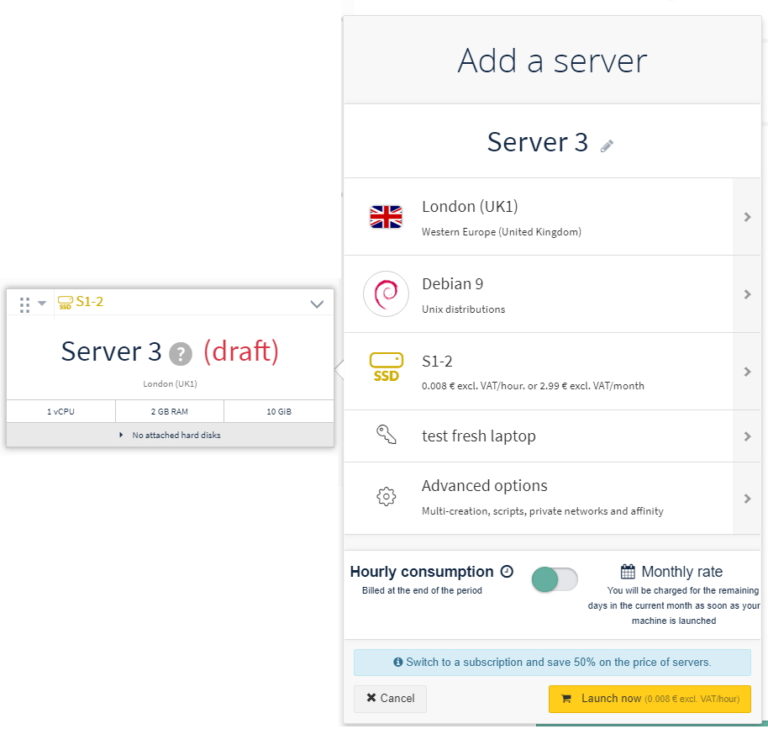 S1-2
Server 3 ? (draft)
London (UK1)
1 vCPU 2 GB RAM 10 GiB
No attached hard disks
Add a server
Server 3
London (UK1)
Western Europe (United Kingdom)
Debian 9
Unix distributions
SSD
S1-2
0.008 € excl. VAT/hour. or 2.99 € excl. VAT/month
test fresh laptop
Advanced options
Multi-creation, scripts, private networks and affinity
Hourly consumption
Billed at the end of the period
Monthly rate
You will be charged for the remaining
days in the current month as soon as your
machine is launched
Switch to a subscription and save 50% on the price of servers.
Cancel
Launch now (0.008 € excl. VAT/hour)